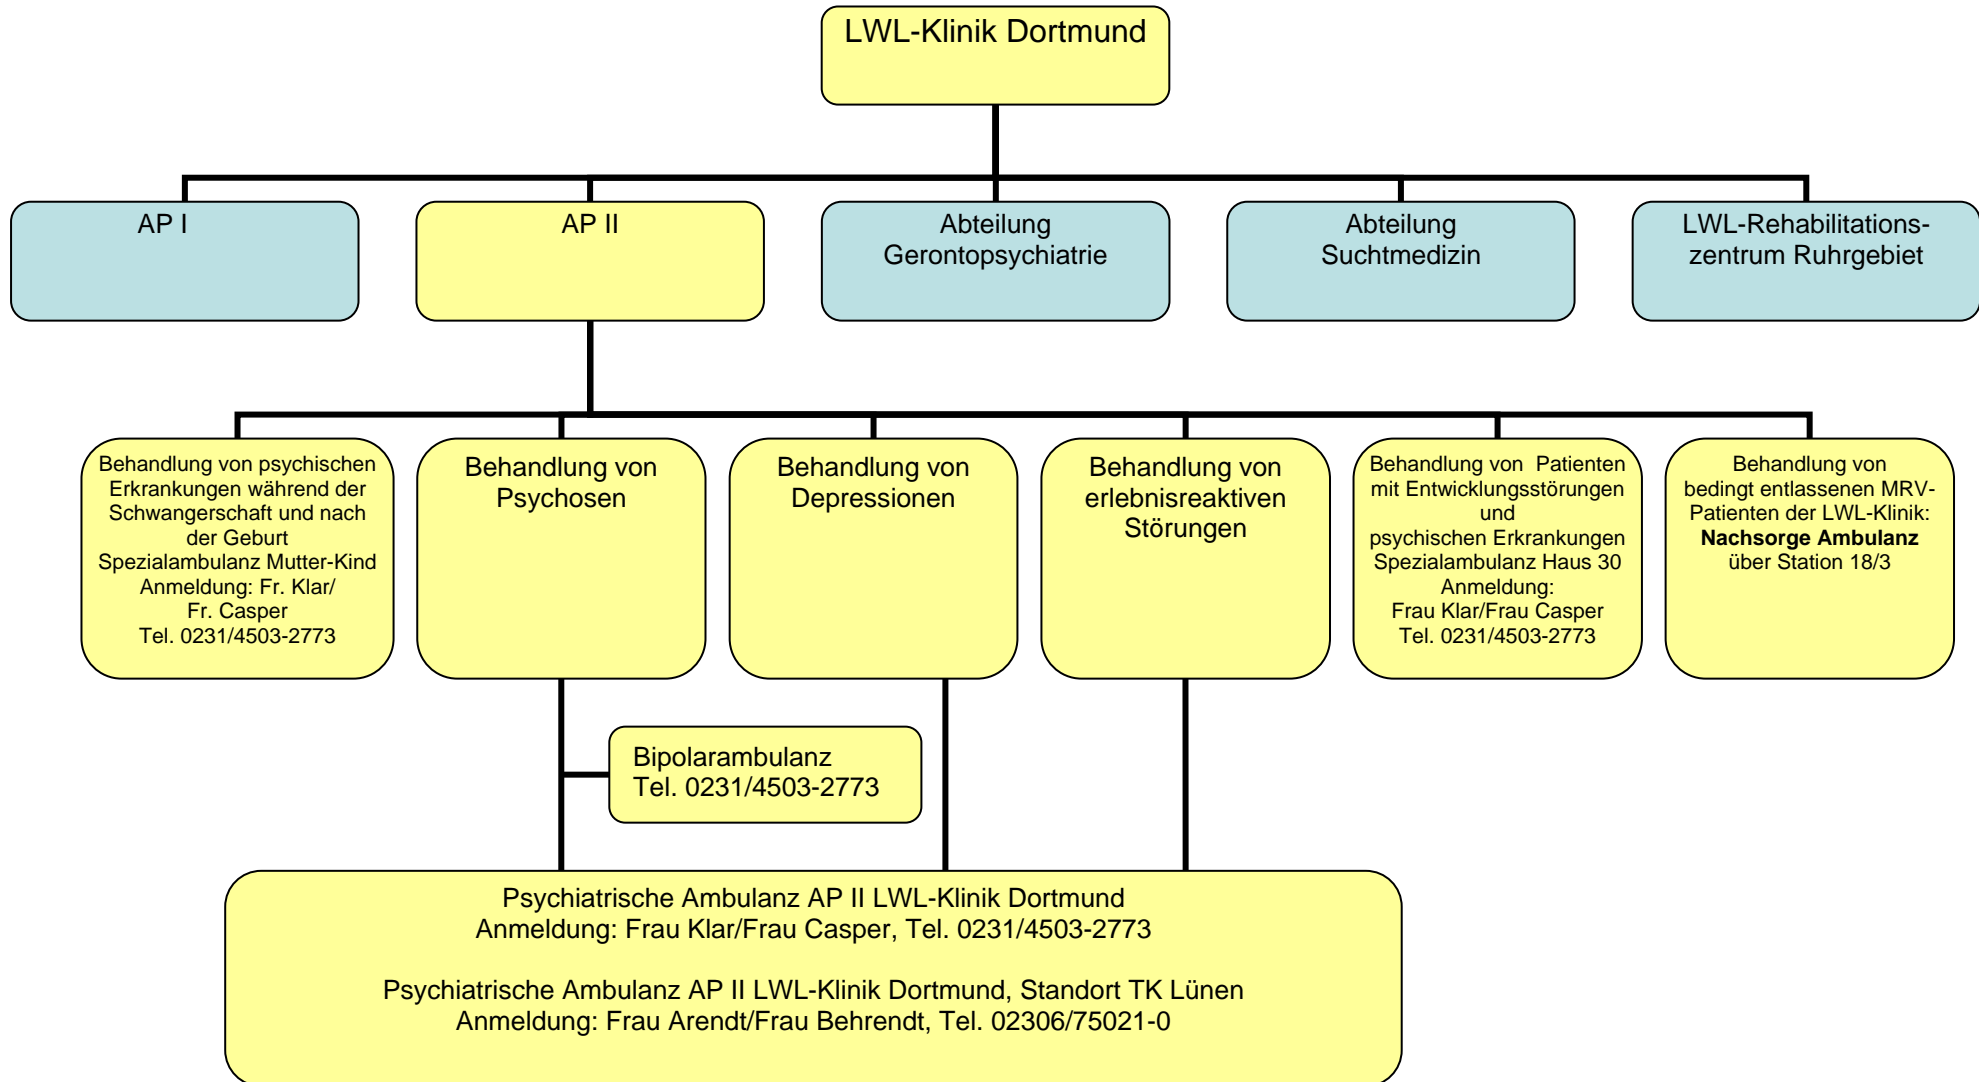 LWL-Klinik Dortmund
AP I
AP II
Abteilung
Gerontopsychiatrie
Abteilung
Suchtmedizin
LWL-Rehabilitations-
zentrum Ruhrgebiet
Behandlung von psychischen
Erkrankungen während der
Schwangerschaft und nach
der Geburt
Spezialambulanz Mutter-Kind
Anmeldung: Fr. Klar/
Fr. Casper
Tel. 0231/4503-2773
Behandlung von
Psychosen
Behandlung von
Depressionen
Behandlung von
erlebnisreaktiven
Störungen
Behandlung von Patienten
mit Entwicklungsstörungen
und
psychischen Erkrankungen
Spezialambulanz Haus 30
Anmeldung:
Frau Klar/Frau Casper
Tel. 0231/4503-2773
Behandlung von
bedingt entlassenen MRV-
Patienten der LWL-Klinik:
Nachsorge Ambulanz
über Station 18/3
Bipolarambulanz
Tel. 0231/4503-2773
Psychiatrische Ambulanz AP II LWL-Klinik Dortmund
Anmeldung: Frau Klar/Frau Casper, Tel. 0231/4503-2773
Psychiatrische Ambulanz AP II LWL-Klinik Dortmund, Standort TK Lünen
Anmeldung: Frau Arendt/Frau Behrendt, Tel. 02306/75021-0